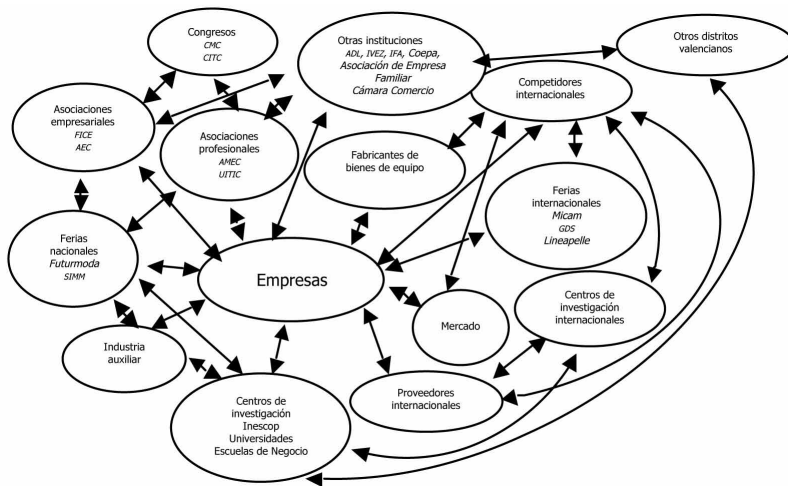 Congresos
CMC
CITC
Otras instituciones
ADL, IVEZ, IFA, Coepa,
Asociación de Empresa
Familiar
Cámara Comercio
Otros distritos
valencianos
Competidores
internacionales
Asociaciones
empresariales
FICE
AEC
Asociaciones
profesionales
AMEC
UITIC
Fabricantes de
bienes de equipo
Ferias
internacionales
Micam
GDS
Lineapelle
Ferias
nacionales
Futurmoda
SIMM
Empresas
Centros de
investigación
internacionales
Mercado
Industria
auxiliar
Proveedores
internacionales
Centros de
investigación
Inescop
Universidades
Escuelas de Negocio